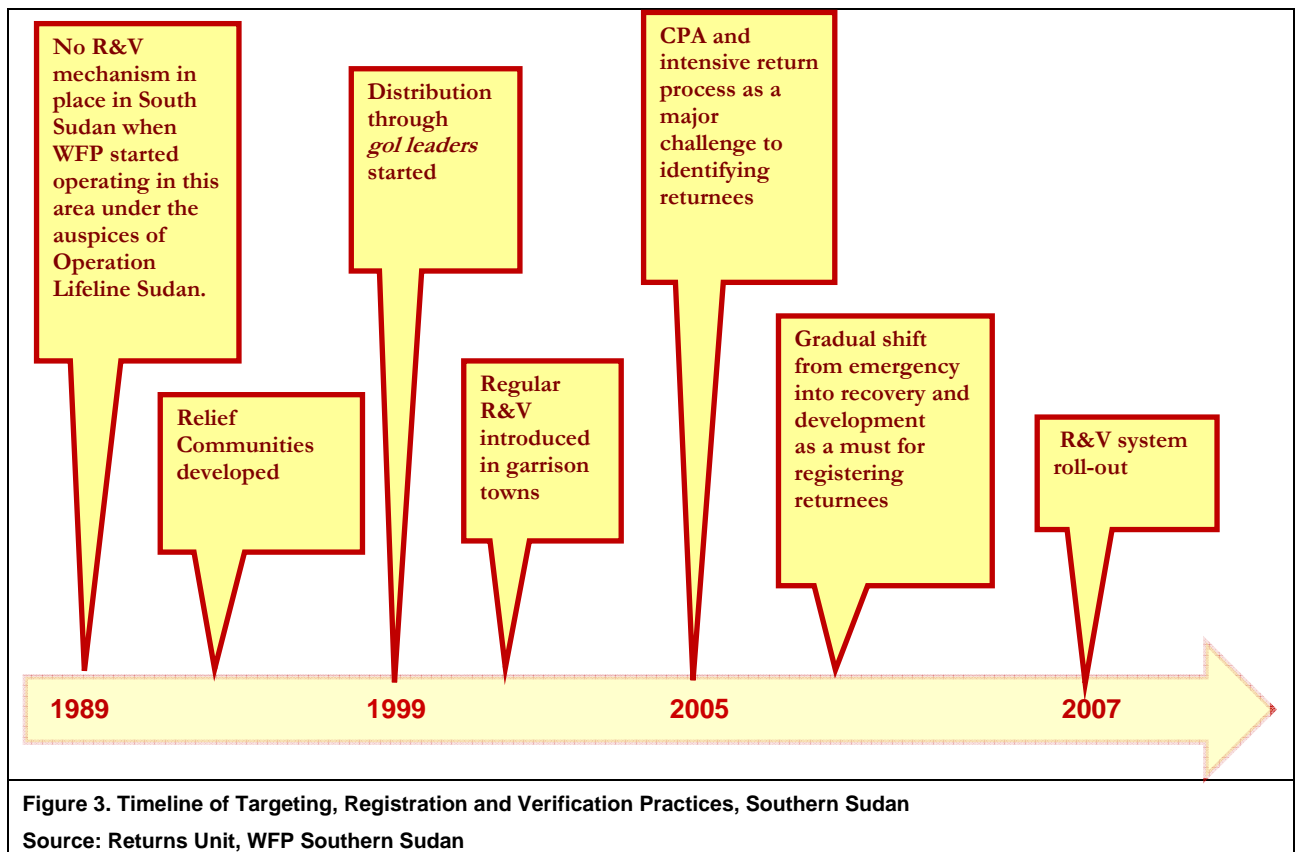 No R&V
mechanism in
place in South
Sudan when
WFP started
operating in this
area under the
auspices of
Operation
Lifeline Sudan.
Relief
Communities
developed
Distribution
through
gol leaders
started
Regular
R&V
introduced
in garrison
towns
CPA and
intensive return
process as a
major
challenge to
identifying
returnees
Gradual shift
from emergency
into recovery and
development
as a must for
registering
returnees
R&V system
roll-out
1989
1999
2005
2007
Figure 3. Timeline of Targeting, Registration and Verification Practices, Southern Sudan
Source: Returns Unit, WFP Southern Sudan